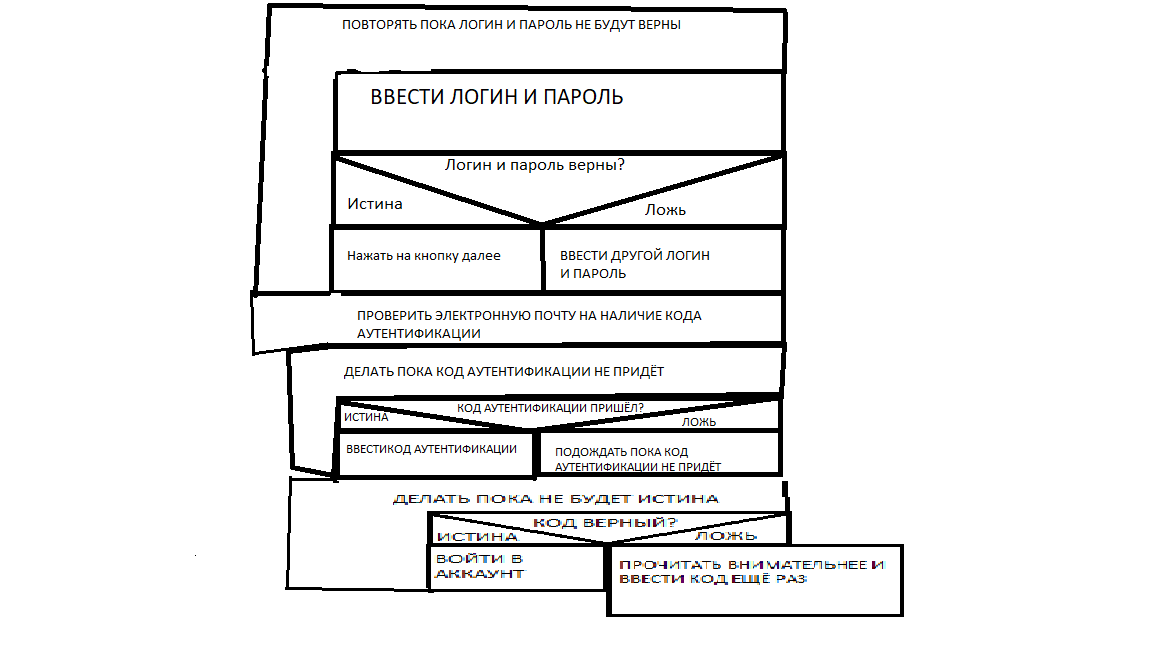 ПОВТОРЯТЬ ПОКА ЛОГИН И ПАРОЛЬ НЕ БУДУТ ВЕРНЫ
ВВЕСТИ ЛОГИН И ПАРОЛЬ
Логин и пароль верны?
Истина
Ложь
Нажать на кнопку далее
ВВЕСТИ ДРУГОЙ ЛОГИН
И ПАРОЛЬ
ПРОВЕРИТЬ ЭЛЕКТРОННУЮ ПОЧТУ НА НАЛИЧИЕ КОДА
АУТЕНТИФИКАЦИИ
ДЕЛАТЬ ПОКА КОД АУТЕНТИФИКАЦИИ НЕ ПРИДЁТ
КОД АУТЕНТИФИКАЦИИ ПРИШЁЛ?
ИСТИНА
ЛОЖЬ
ВВЕСТИКОД АУТЕНТИФИКАЦИИ
ПОДОЖДАТЬ ПОКА КОД
АУТЕНТИФИКАЦИИ НЕ ПРИДЁТ
ДЕЛАТЬ ПОКА НЕ БУДЕТ ИСТИНА
КОД ВЕРНЫЙ?
ИСТИНА
ЛОЖЬ
ВОЙТИ В
АККАУНТ
ПРОЧИТАТЬ ВНИМАТЕЛЬНЕЕ И
ВВЕСТИ КОД ЕЩЁ РАЗ